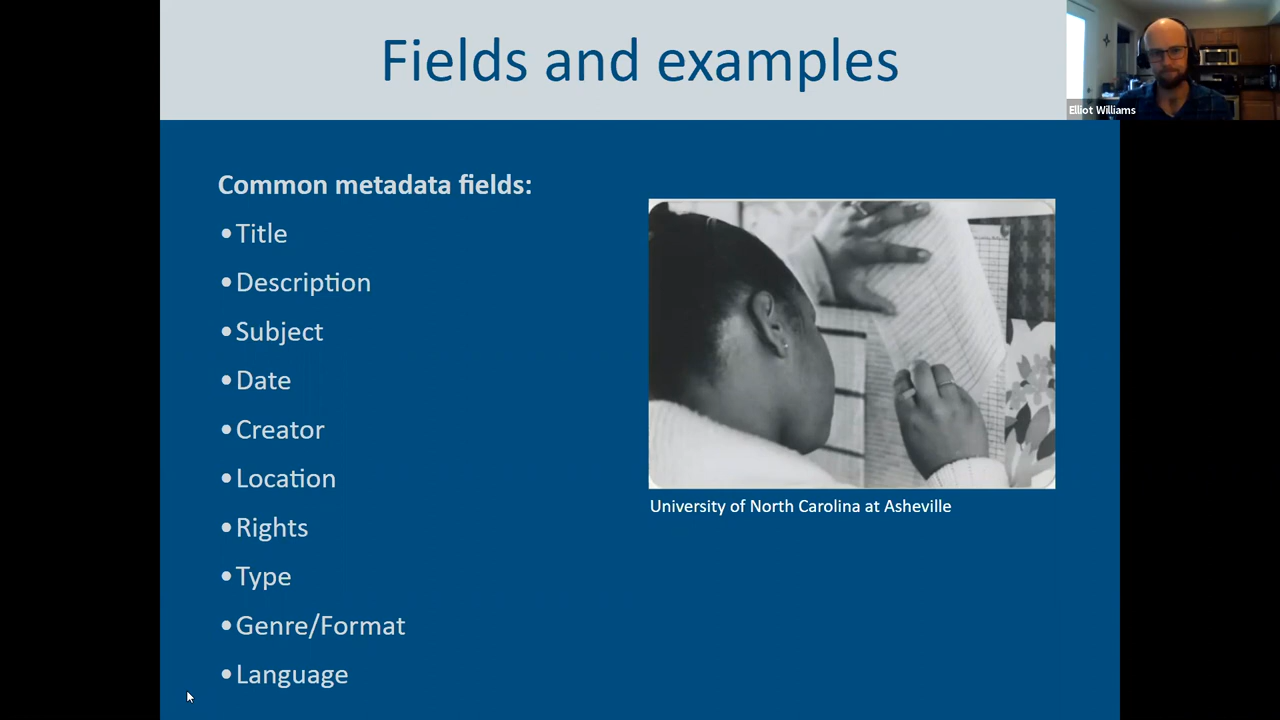 Fields and examples
Elliot Williams
Common metadata fields:
•Title
•Description
•Subject
•Date
•Creator
•Location
•Rights
•Type
•Genre/Format
•Language
University of North Carolina at Asheville